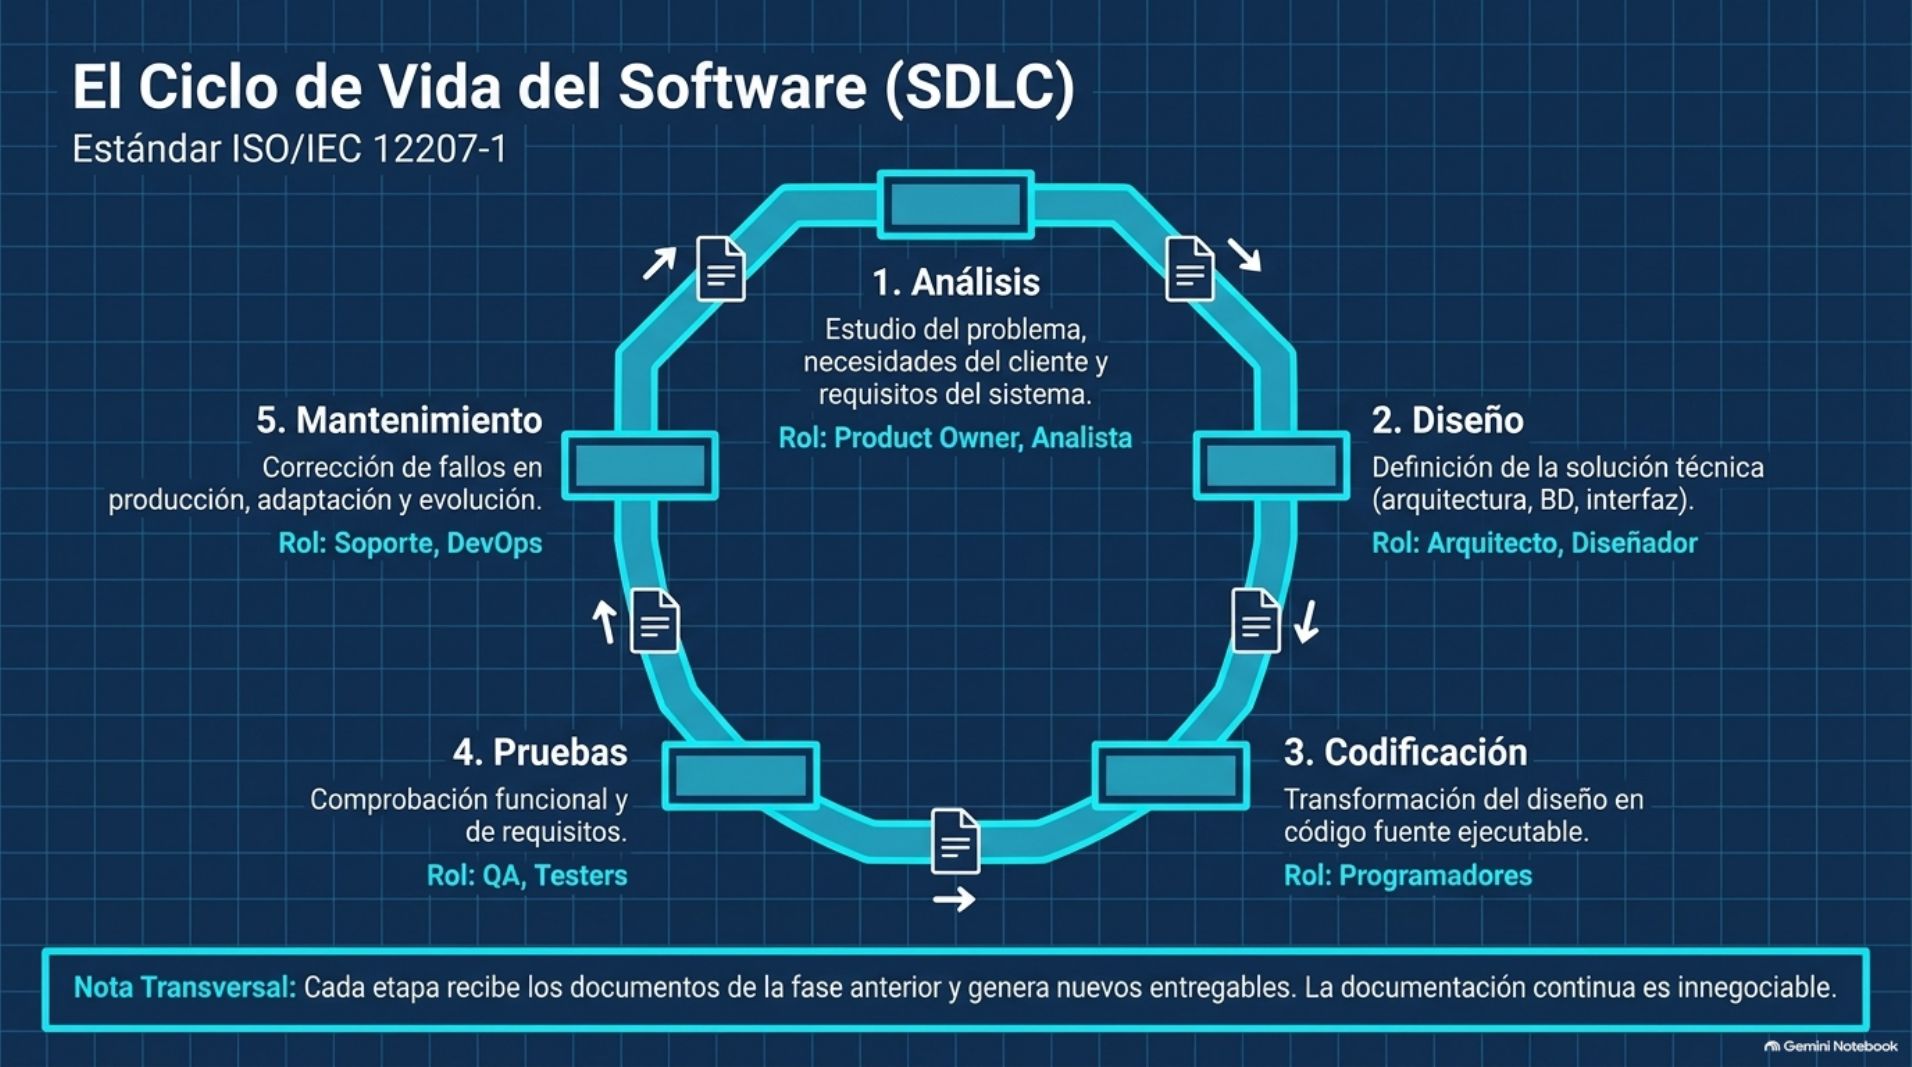 El Ciclo de Vida del Software (SDLC)
Estándar ISO/IEC 12207-1
1. Análisis
Estudio del problema,
necesidades del cliente y
requisitos del sistema.
Rol: Product Owner, Analista
2. Diseño
Definición de la solución técnica
(arquitectura, BD, interfaz).
Rol: Arquitecto, Diseñador
3. Codificación
Transformación del diseño en
código fuente ejecutable.
Rol: Programadores
4. Pruebas
Comprobación funcional y
de requisitos.
Rol: QA, Testers
5. Mantenimiento
Corrección de fallos en
producción, adaptación y evolución.
Rol: Soporte, DevOps
Nota Transversal: Cada etapa recibe los documentos de la fase anterior y genera nuevos entregables. La documentación continua es innegociable.
Gemini Notebook